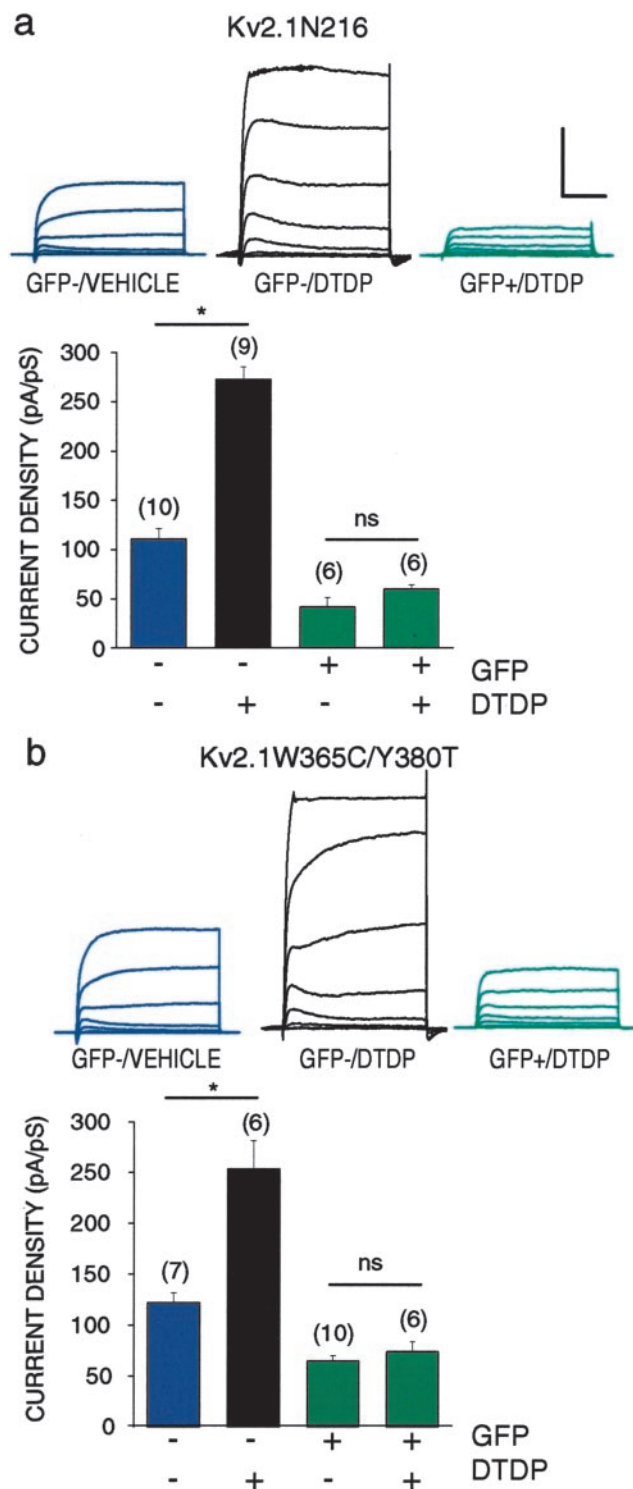 a
Kv2.1N216
GFP-/VEHICLE GFP-/DTDP GFP+/DTDP
*
(9)
300
250
200
150
100
50
0
CURRENT DENSITY (pA/pS)
(10)
ns
(6) (6)
- - + + GFP
- + - + DTDP
b
Kv2.1W365C/Y380T
GFP-/VEHICLE GFP-/DTDP GFP+/DTDP
*
(6)
300
250
200
150
100
50
0
CURRENT DENSITY (pA/pS)
(7)
ns
(10) (6)
- - + + GFP
- + - + DTDP